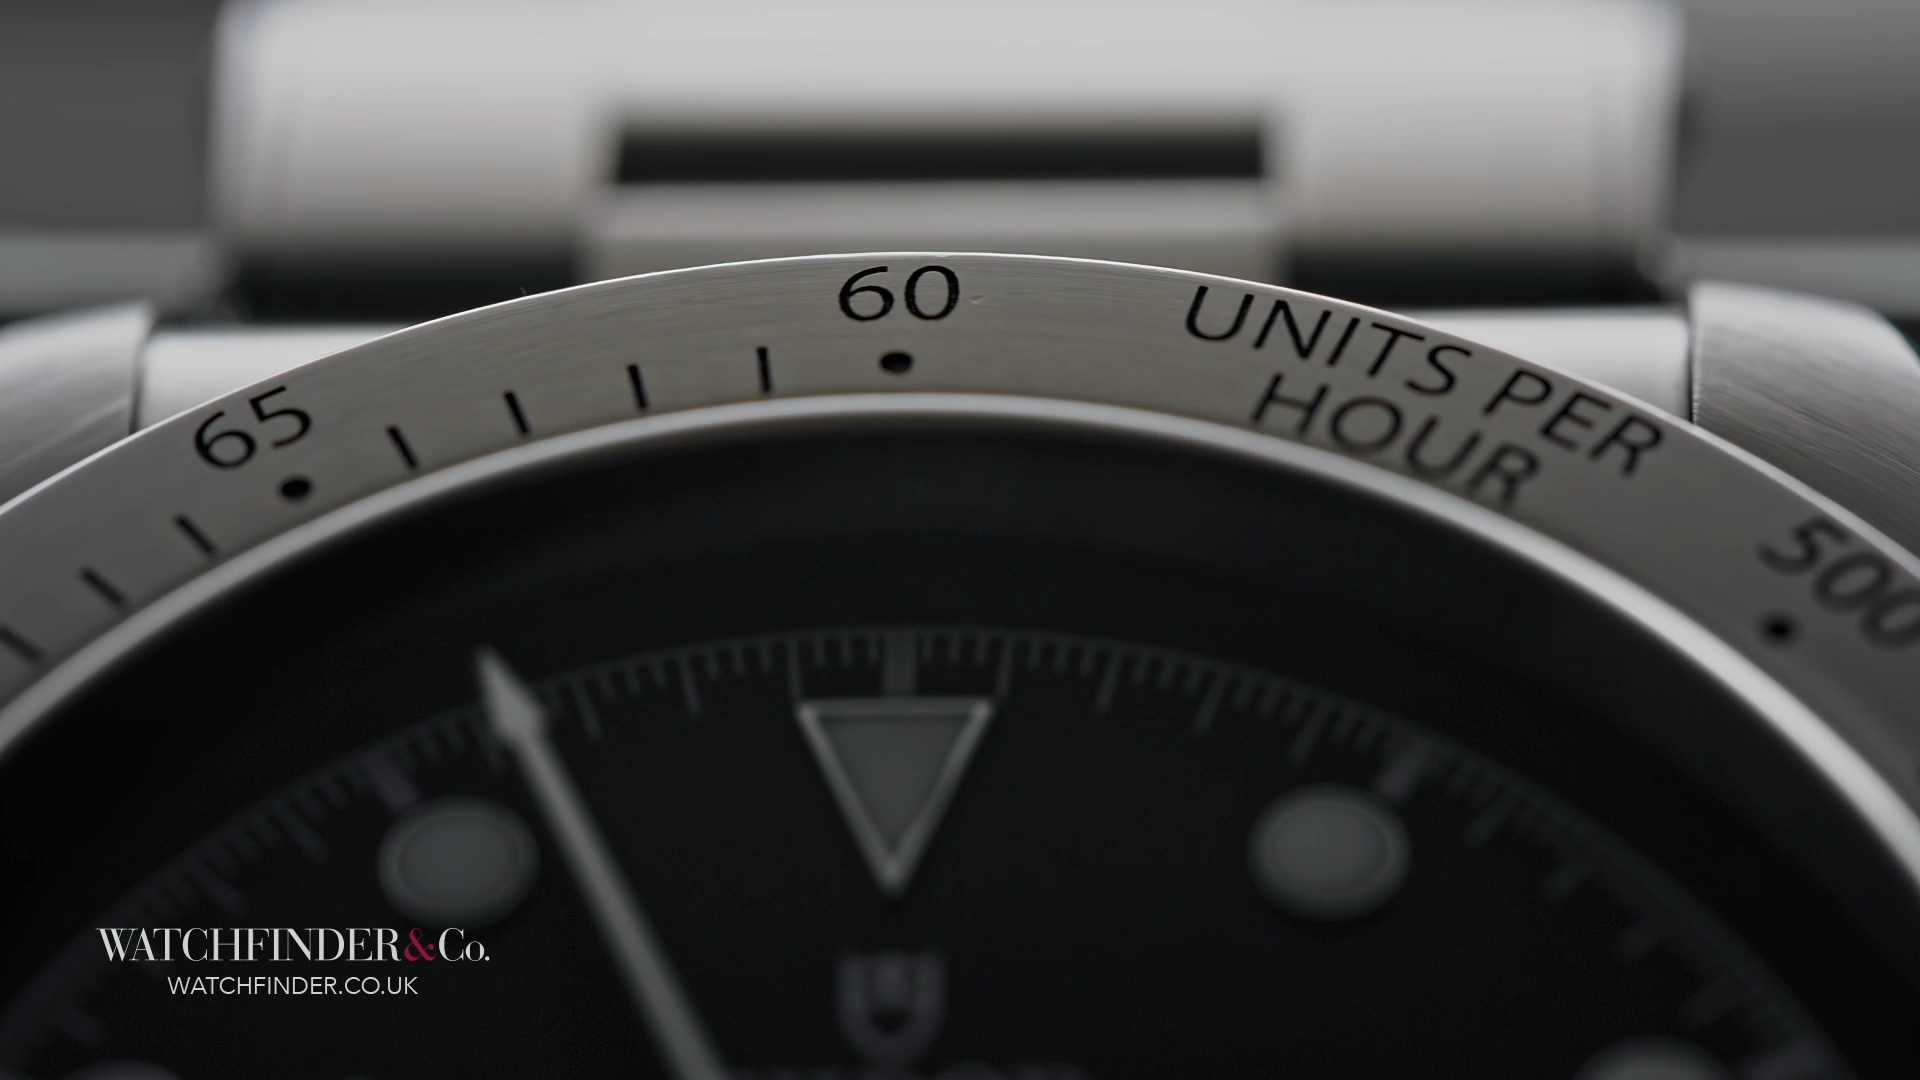 60
UNITS PER
HOUR
65
500
WATCHFINDER&Co.
WATCHFINDER.CO.UK